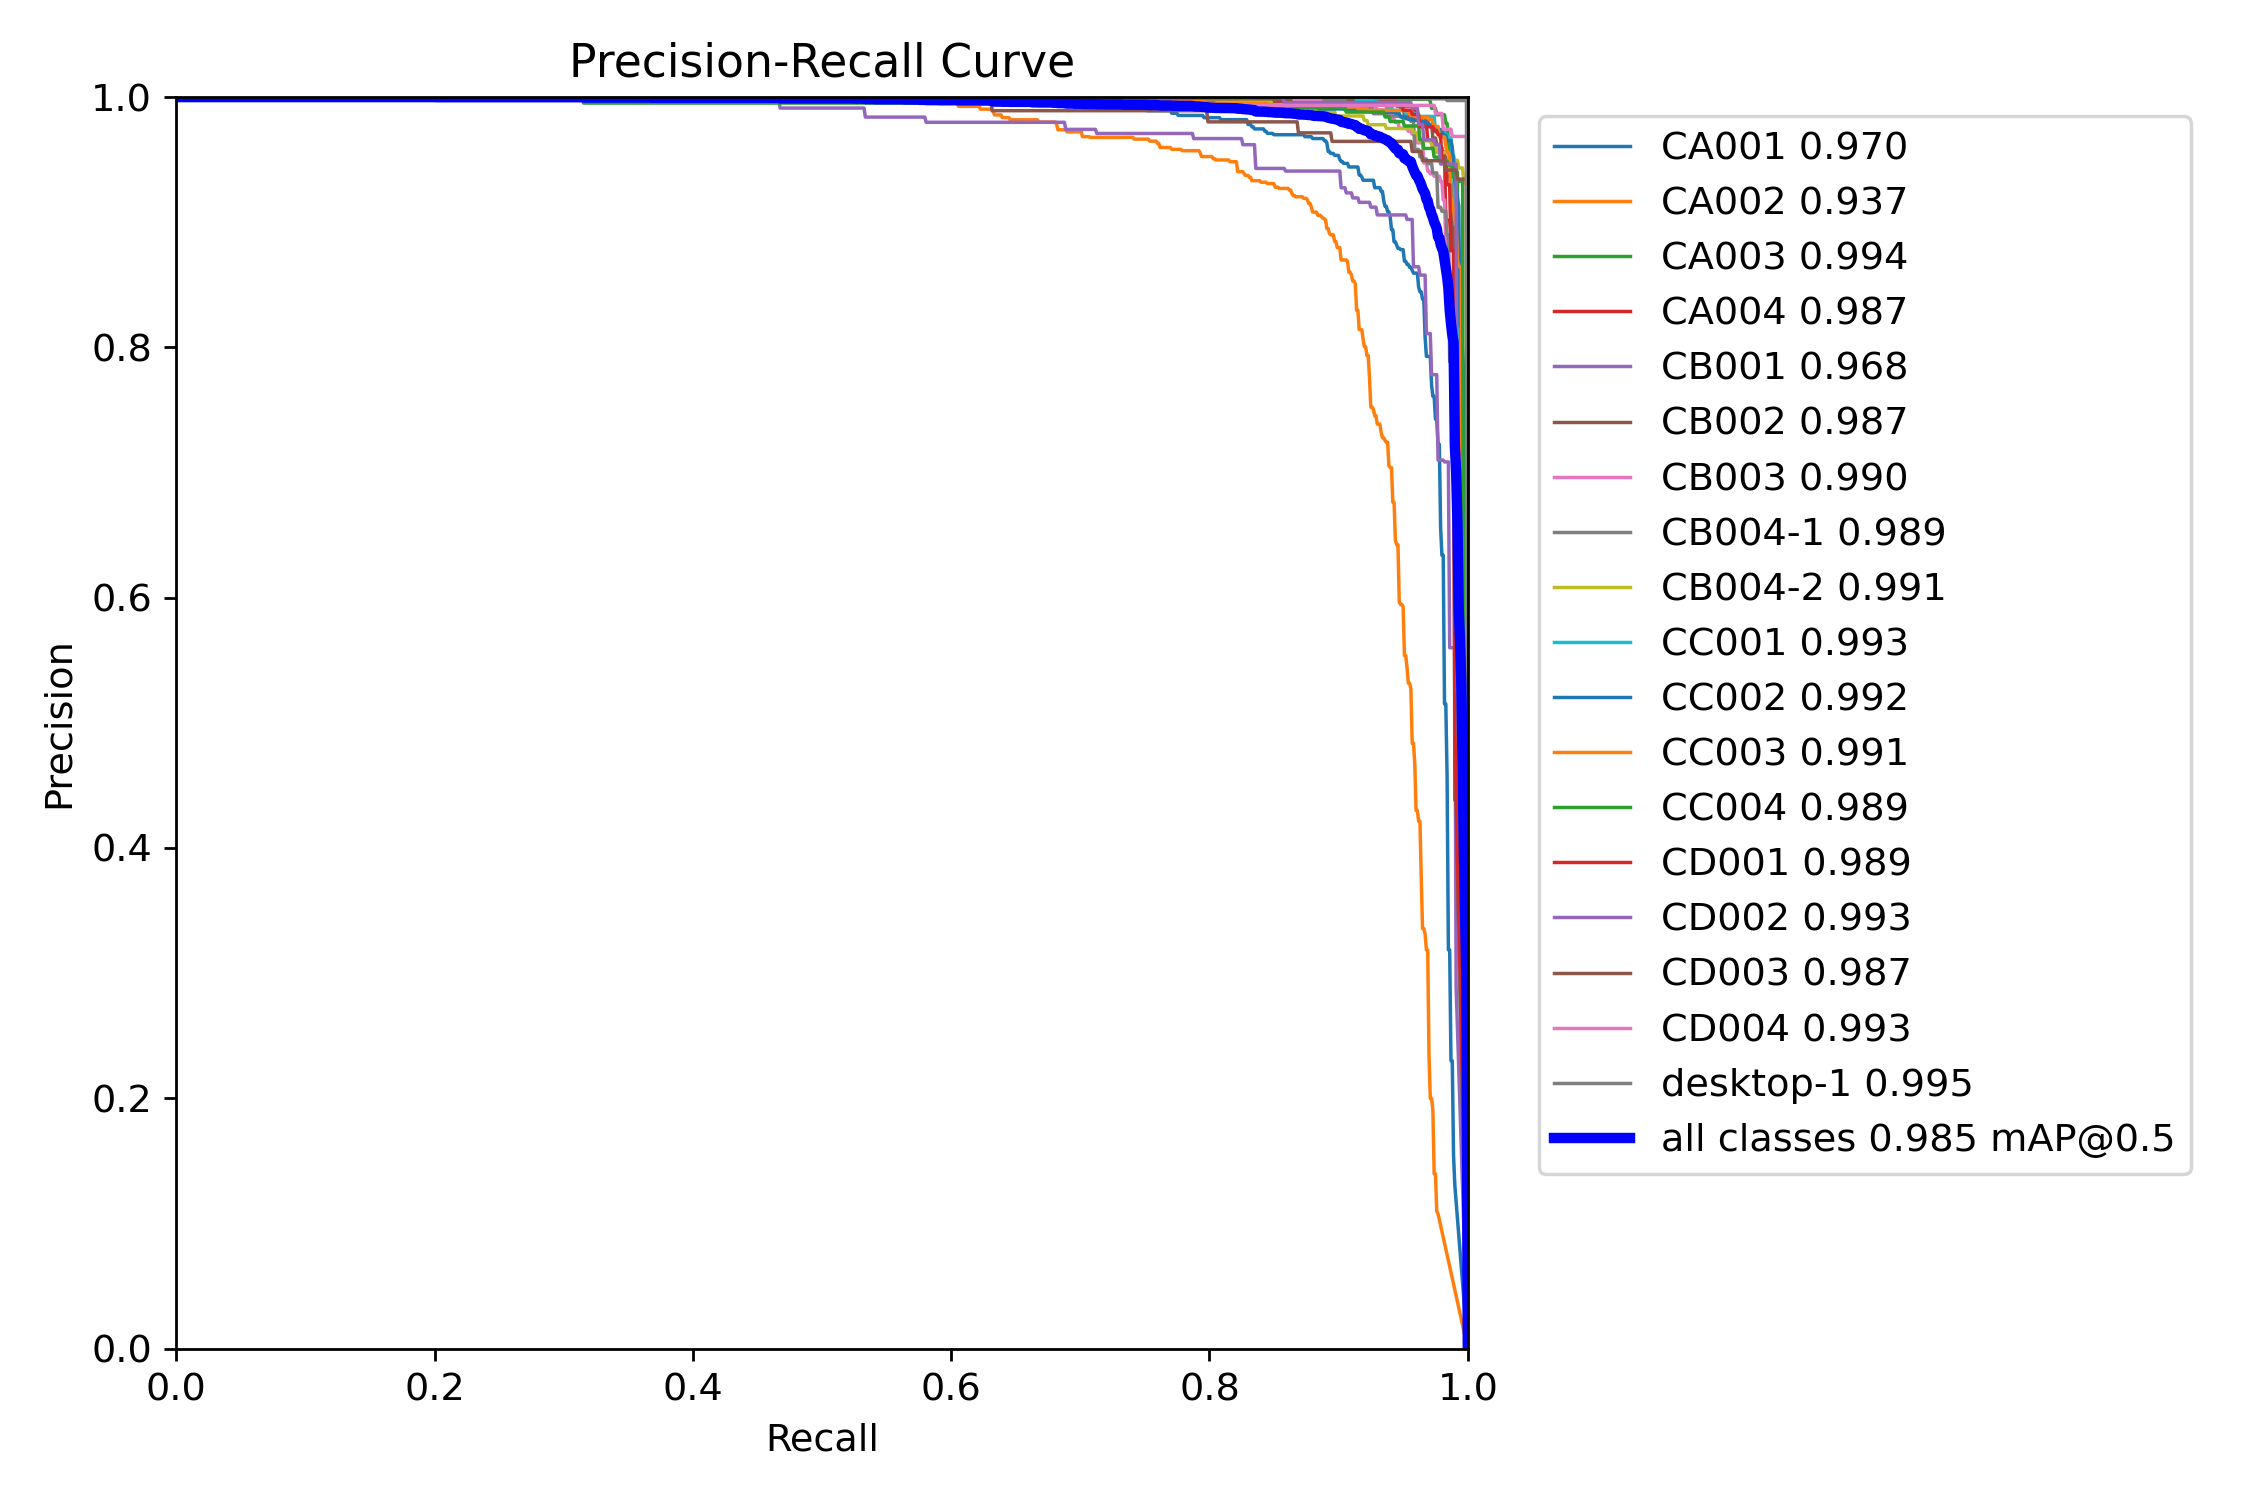 Precision-Recall Curve
1.0
0.8
0.6
0.4
0.2
0.0
Precision
0.0 0.2 0.4 0.6 0.8 1.0
Recall
CA001 0.970
CA002 0.937
CA003 0.994
CA004 0.987
CB001 0.968
CB002 0.987
CB003 0.990
CB004-1 0.989
CB004-2 0.991
CC001 0.993
CC002 0.992
CC003 0.991
CC004 0.989
CD001 0.989
CD002 0.993
CD003 0.987
CD004 0.993
desktop-1 0.995
all classes 0.985 mAP@0.5